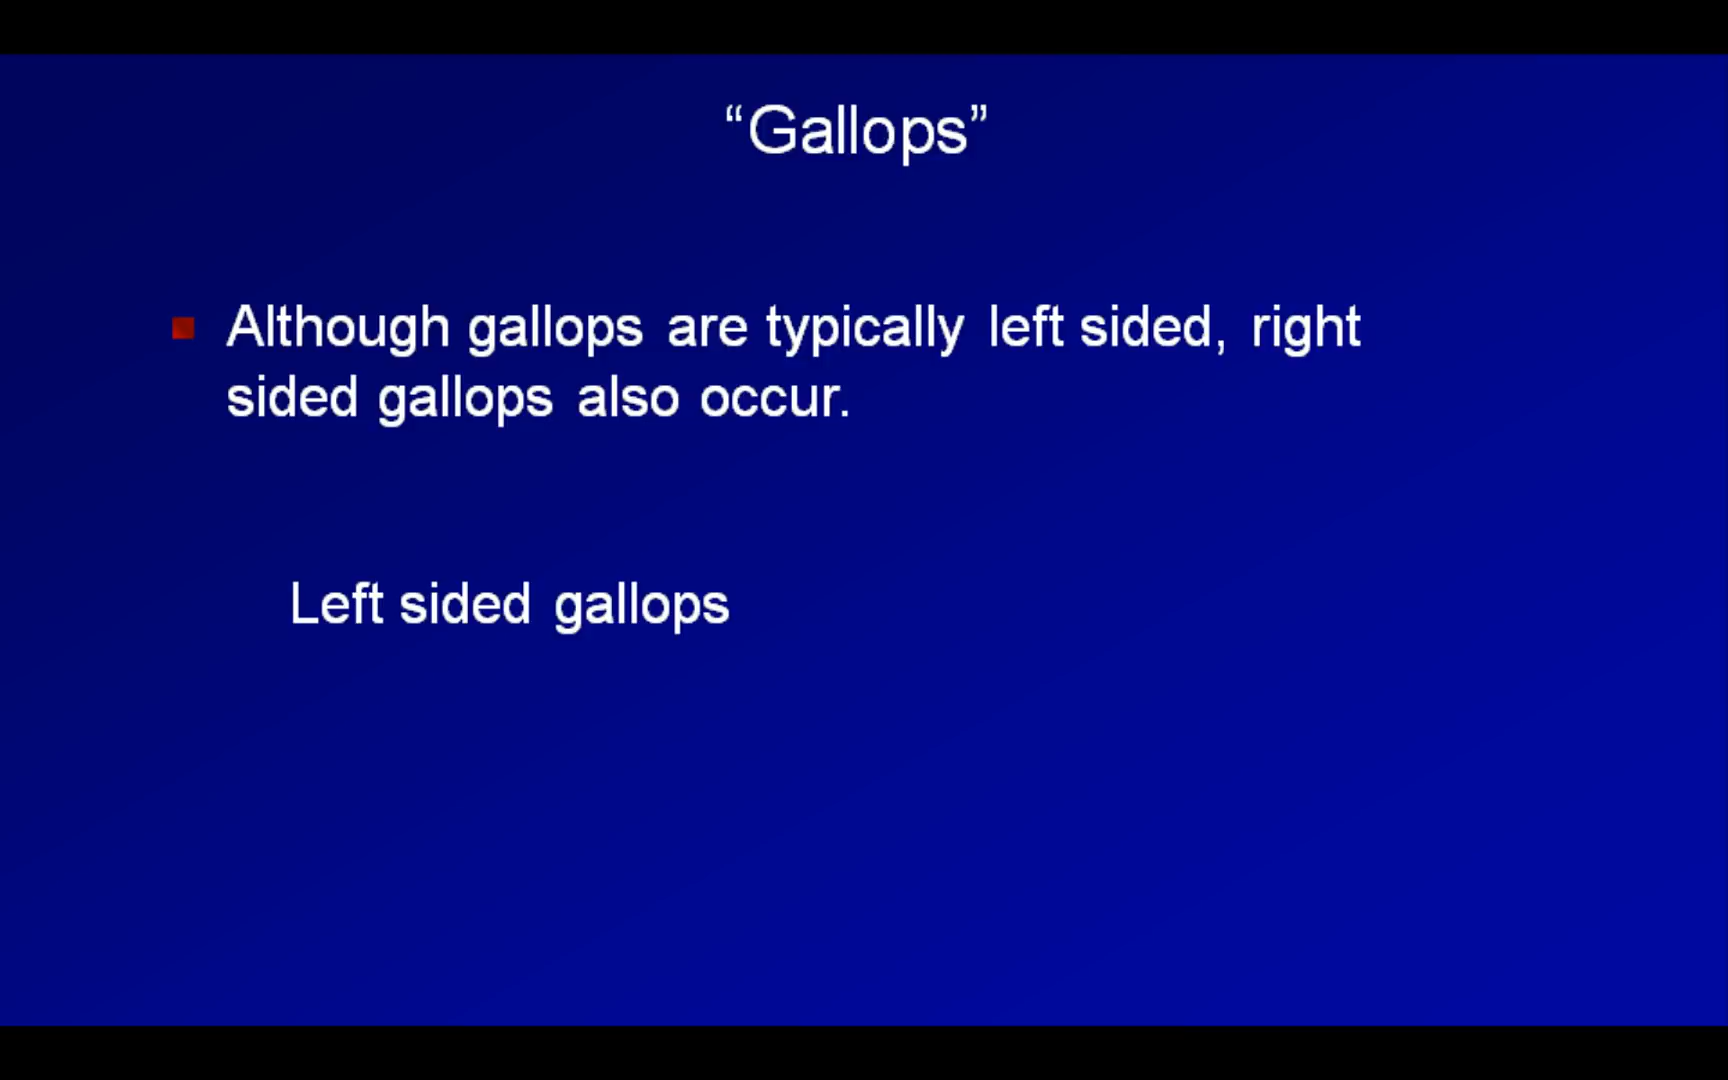 “Gallops”
Although gallops are typically left sided, right
sided gallops also occur.
Left sided gallops